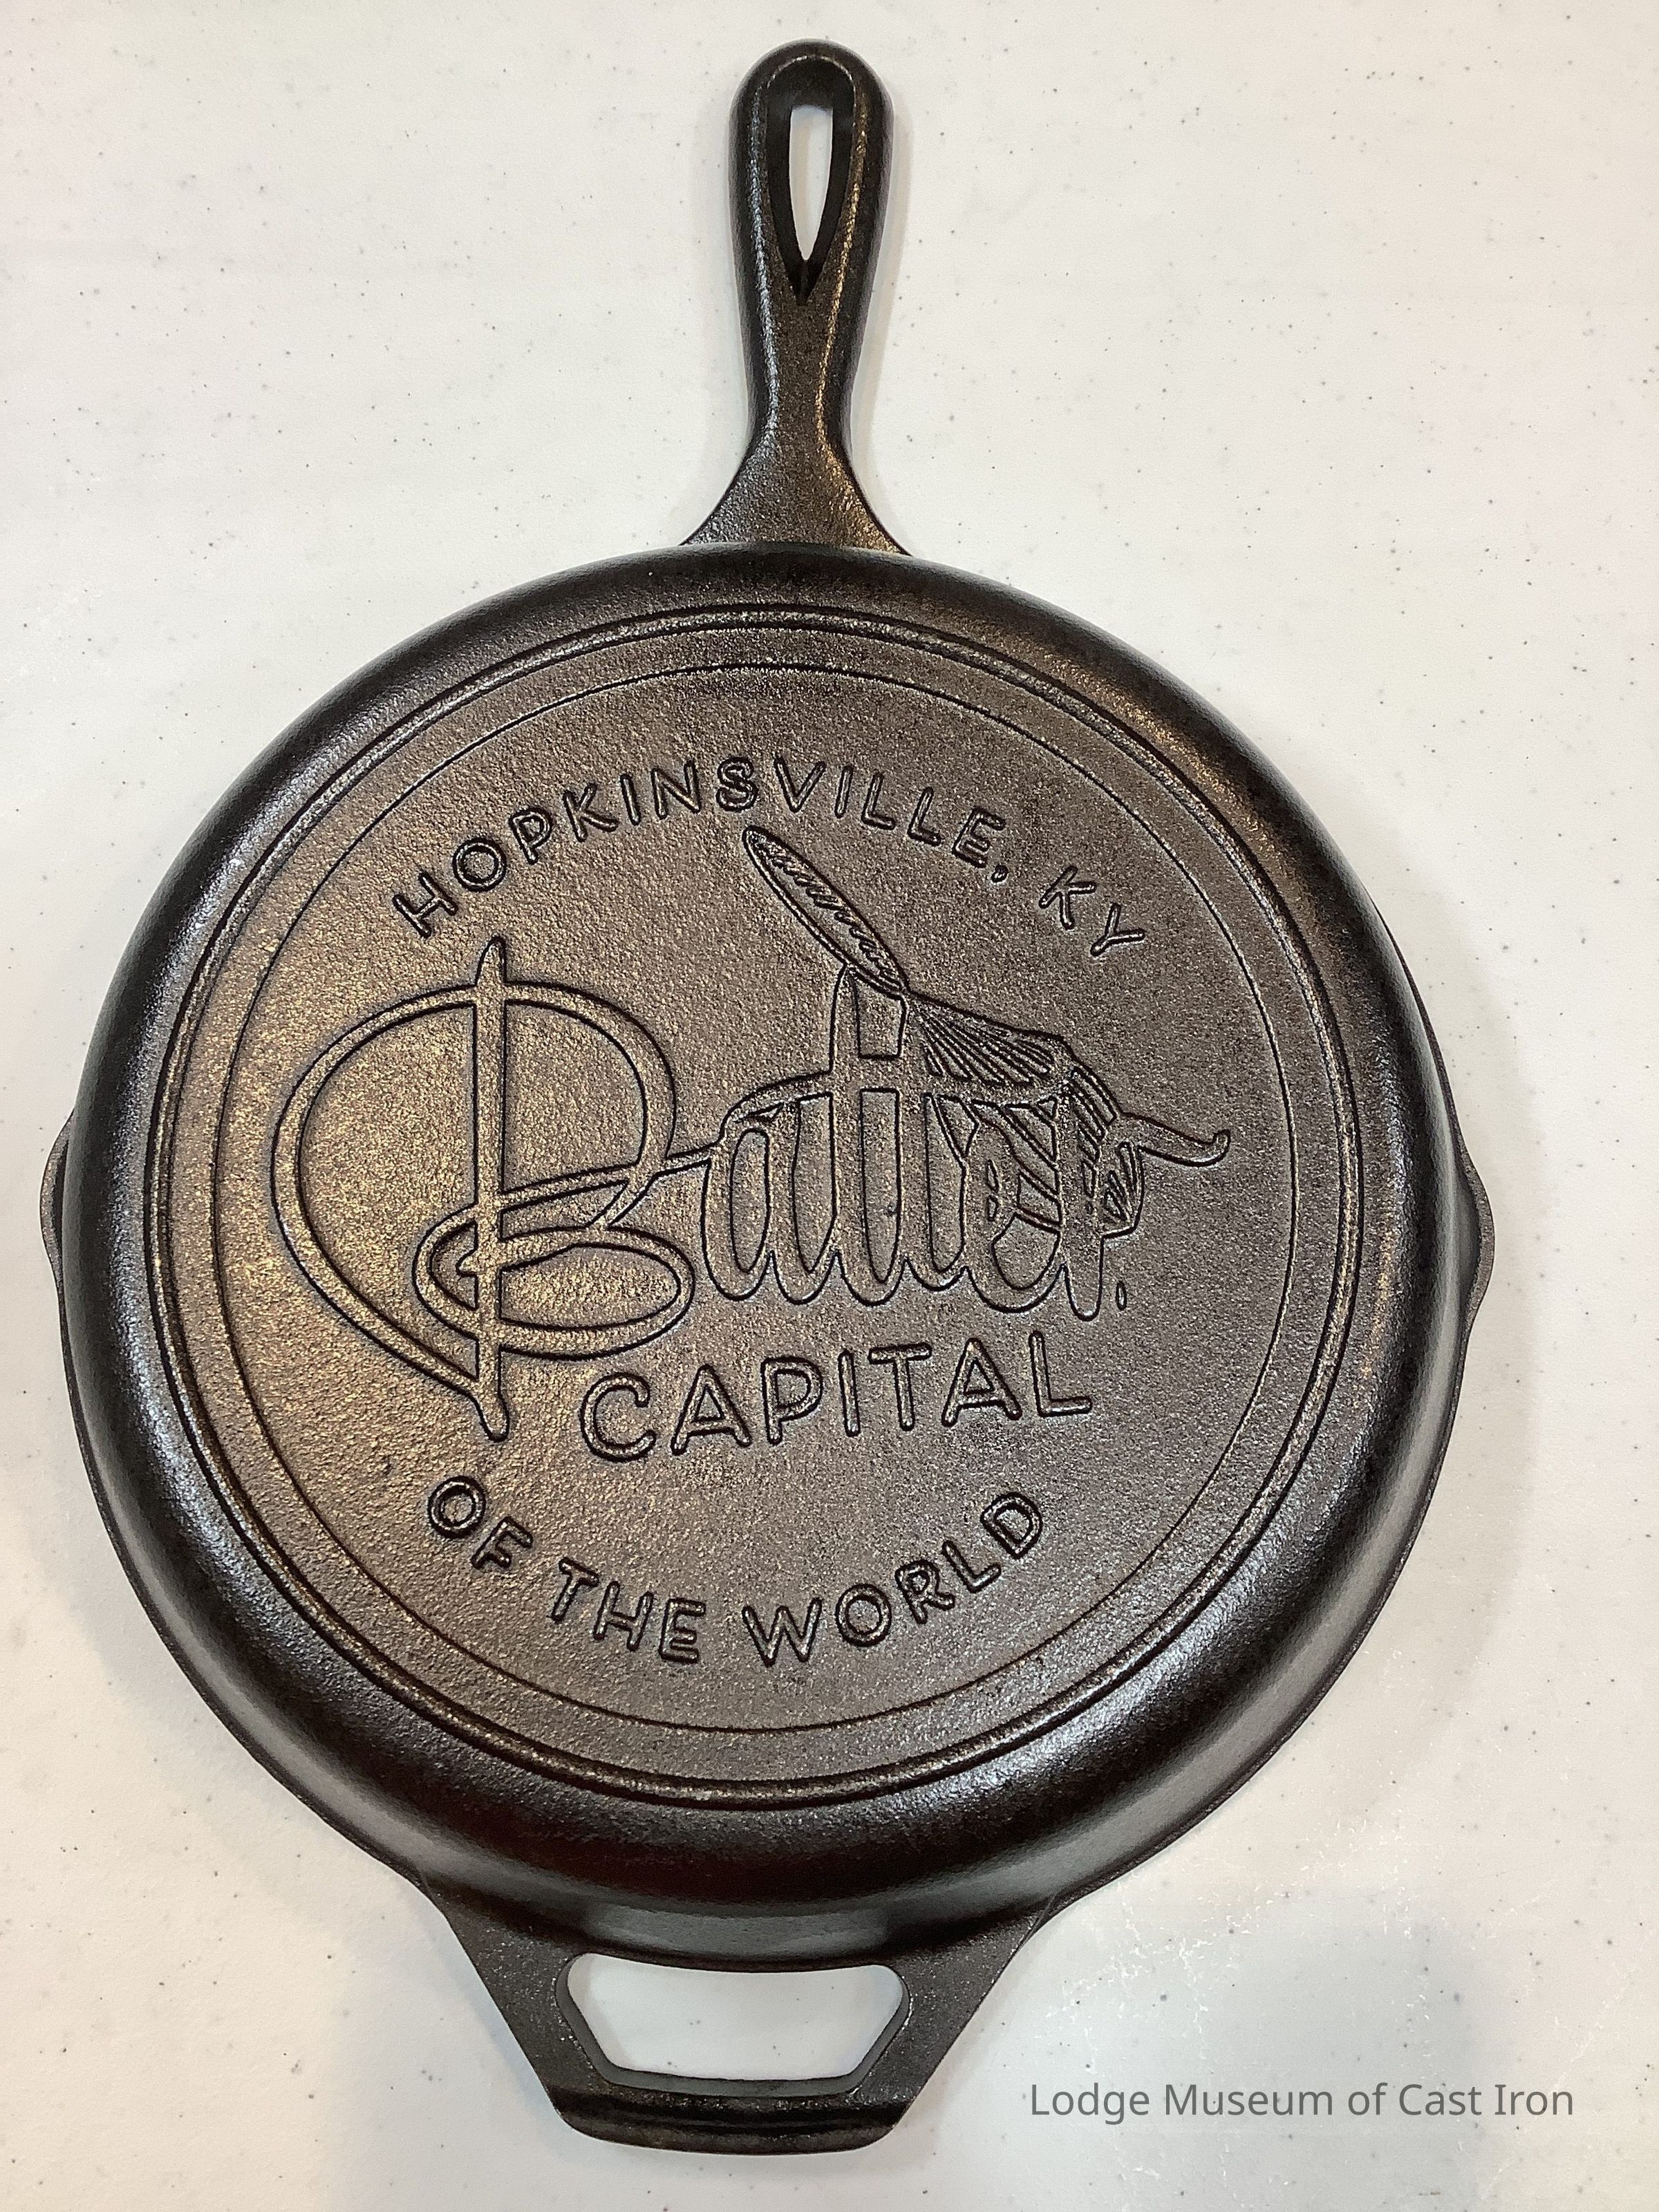 HOPKINSVILLE, KY
Batter
CAPITAL
OF THE WORLD
Lodge Museum of Cast Iron